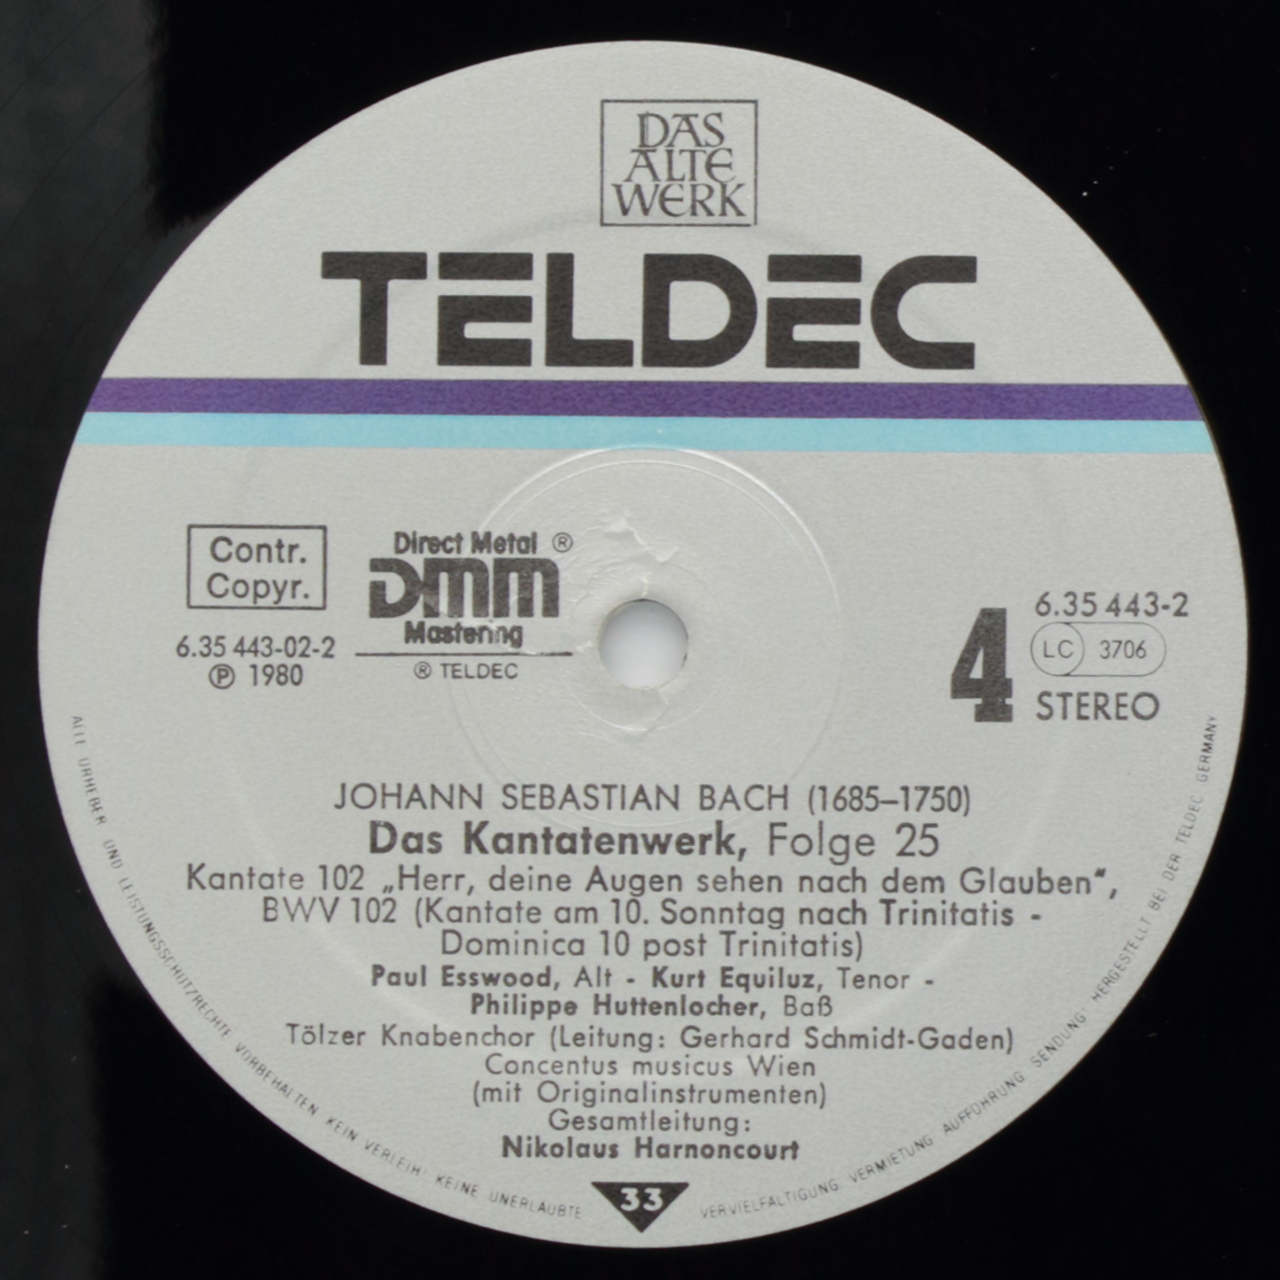 DAS
ALTE
WERK
TELDEC
Contr.
Copyr.
6.35 443-02-2
Ⓟ 1980
Direct Metal ®
DMM
Mastering
® TELDEC
4
6.35 443-2
LC 3706
STEREO
JOHANN SEBASTIAN BACH (1685–1750)
Das Kantatenwerk, Folge 25
Kantate 102 „Herr, deine Augen sehen nach dem Glauben“,
BWV 102 (Kantate am 10. Sonntag nach Trinitatis -
Dominica 10 post Trinitatis)
Paul Esswood, Alt - Kurt Equiluz, Tenor -
Philippe Huttenlocher, Baß
Tölzer Knabenchor (Leitung: Gerhard Schmidt-Gaden)
Concentus musicus Wien
(mit Originalinstrumenten)
Gesamtleitung:
Nikolaus Harnoncourt
33
ALLE URHEBER UND LEISTUNGSSCHUTZRECHTE VORBEHALTEN KEIN VERLEIH· KEINE UNERLAUBTE VERVIELFÄLTIGUNG VERMIETUNG AUFFÜHRUNG SENDUNG· HERGESTELLT BEI DER TELDEC GERMANY